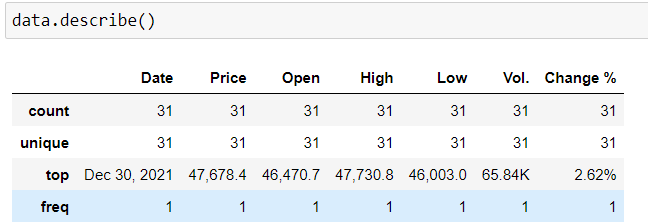 data.describe()
Date Price Open High Low Vol. Change %
count 31 31 31 31 31 31 31
unique 31 31 31 31 31 31 31
top Dec 30, 2021 47,678.4 46,470.7 47,730.8 46,003.0 65.84K 2.62%
freq 1 1 1 1 1 1 1